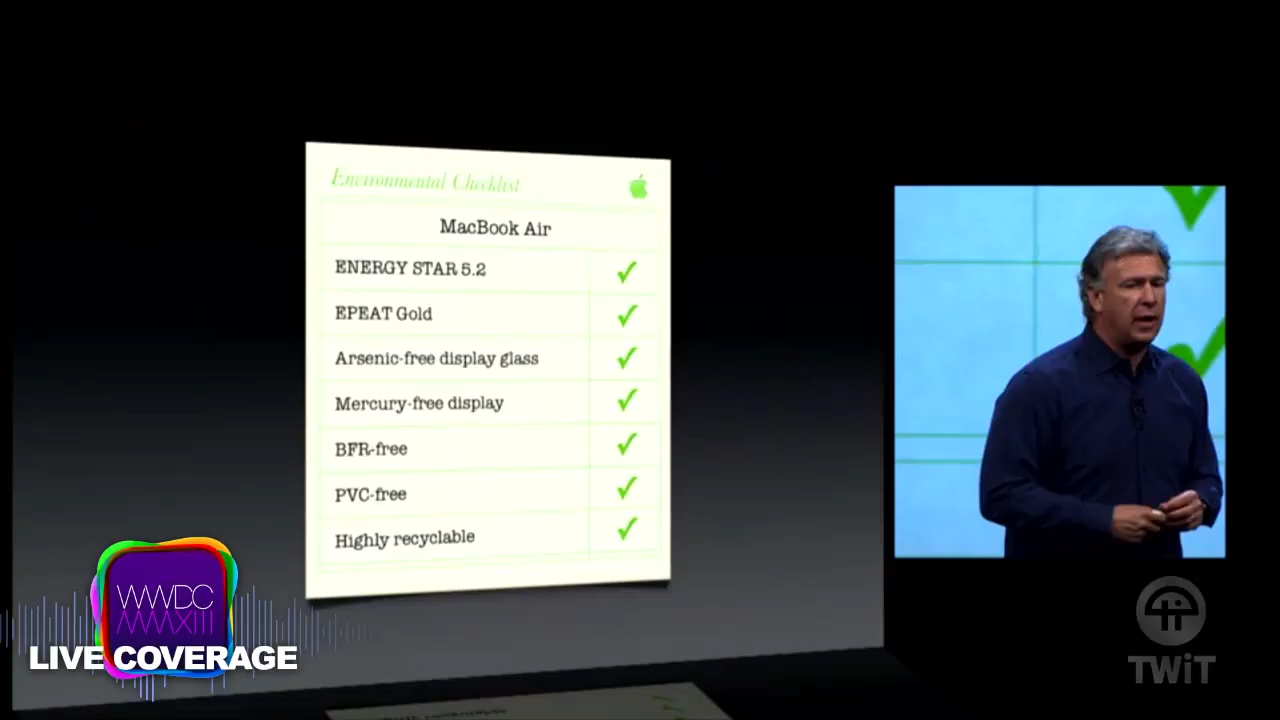 Environmental Checklist
MacBook Air
ENERGY STAR 5.2
EPEAT Gold
Arsenic-free display glass
Mercury-free display
BFR-free
PVC-free
Highly recyclable
WWDC
MMXIII
LIVE COVERAGE
TWiT